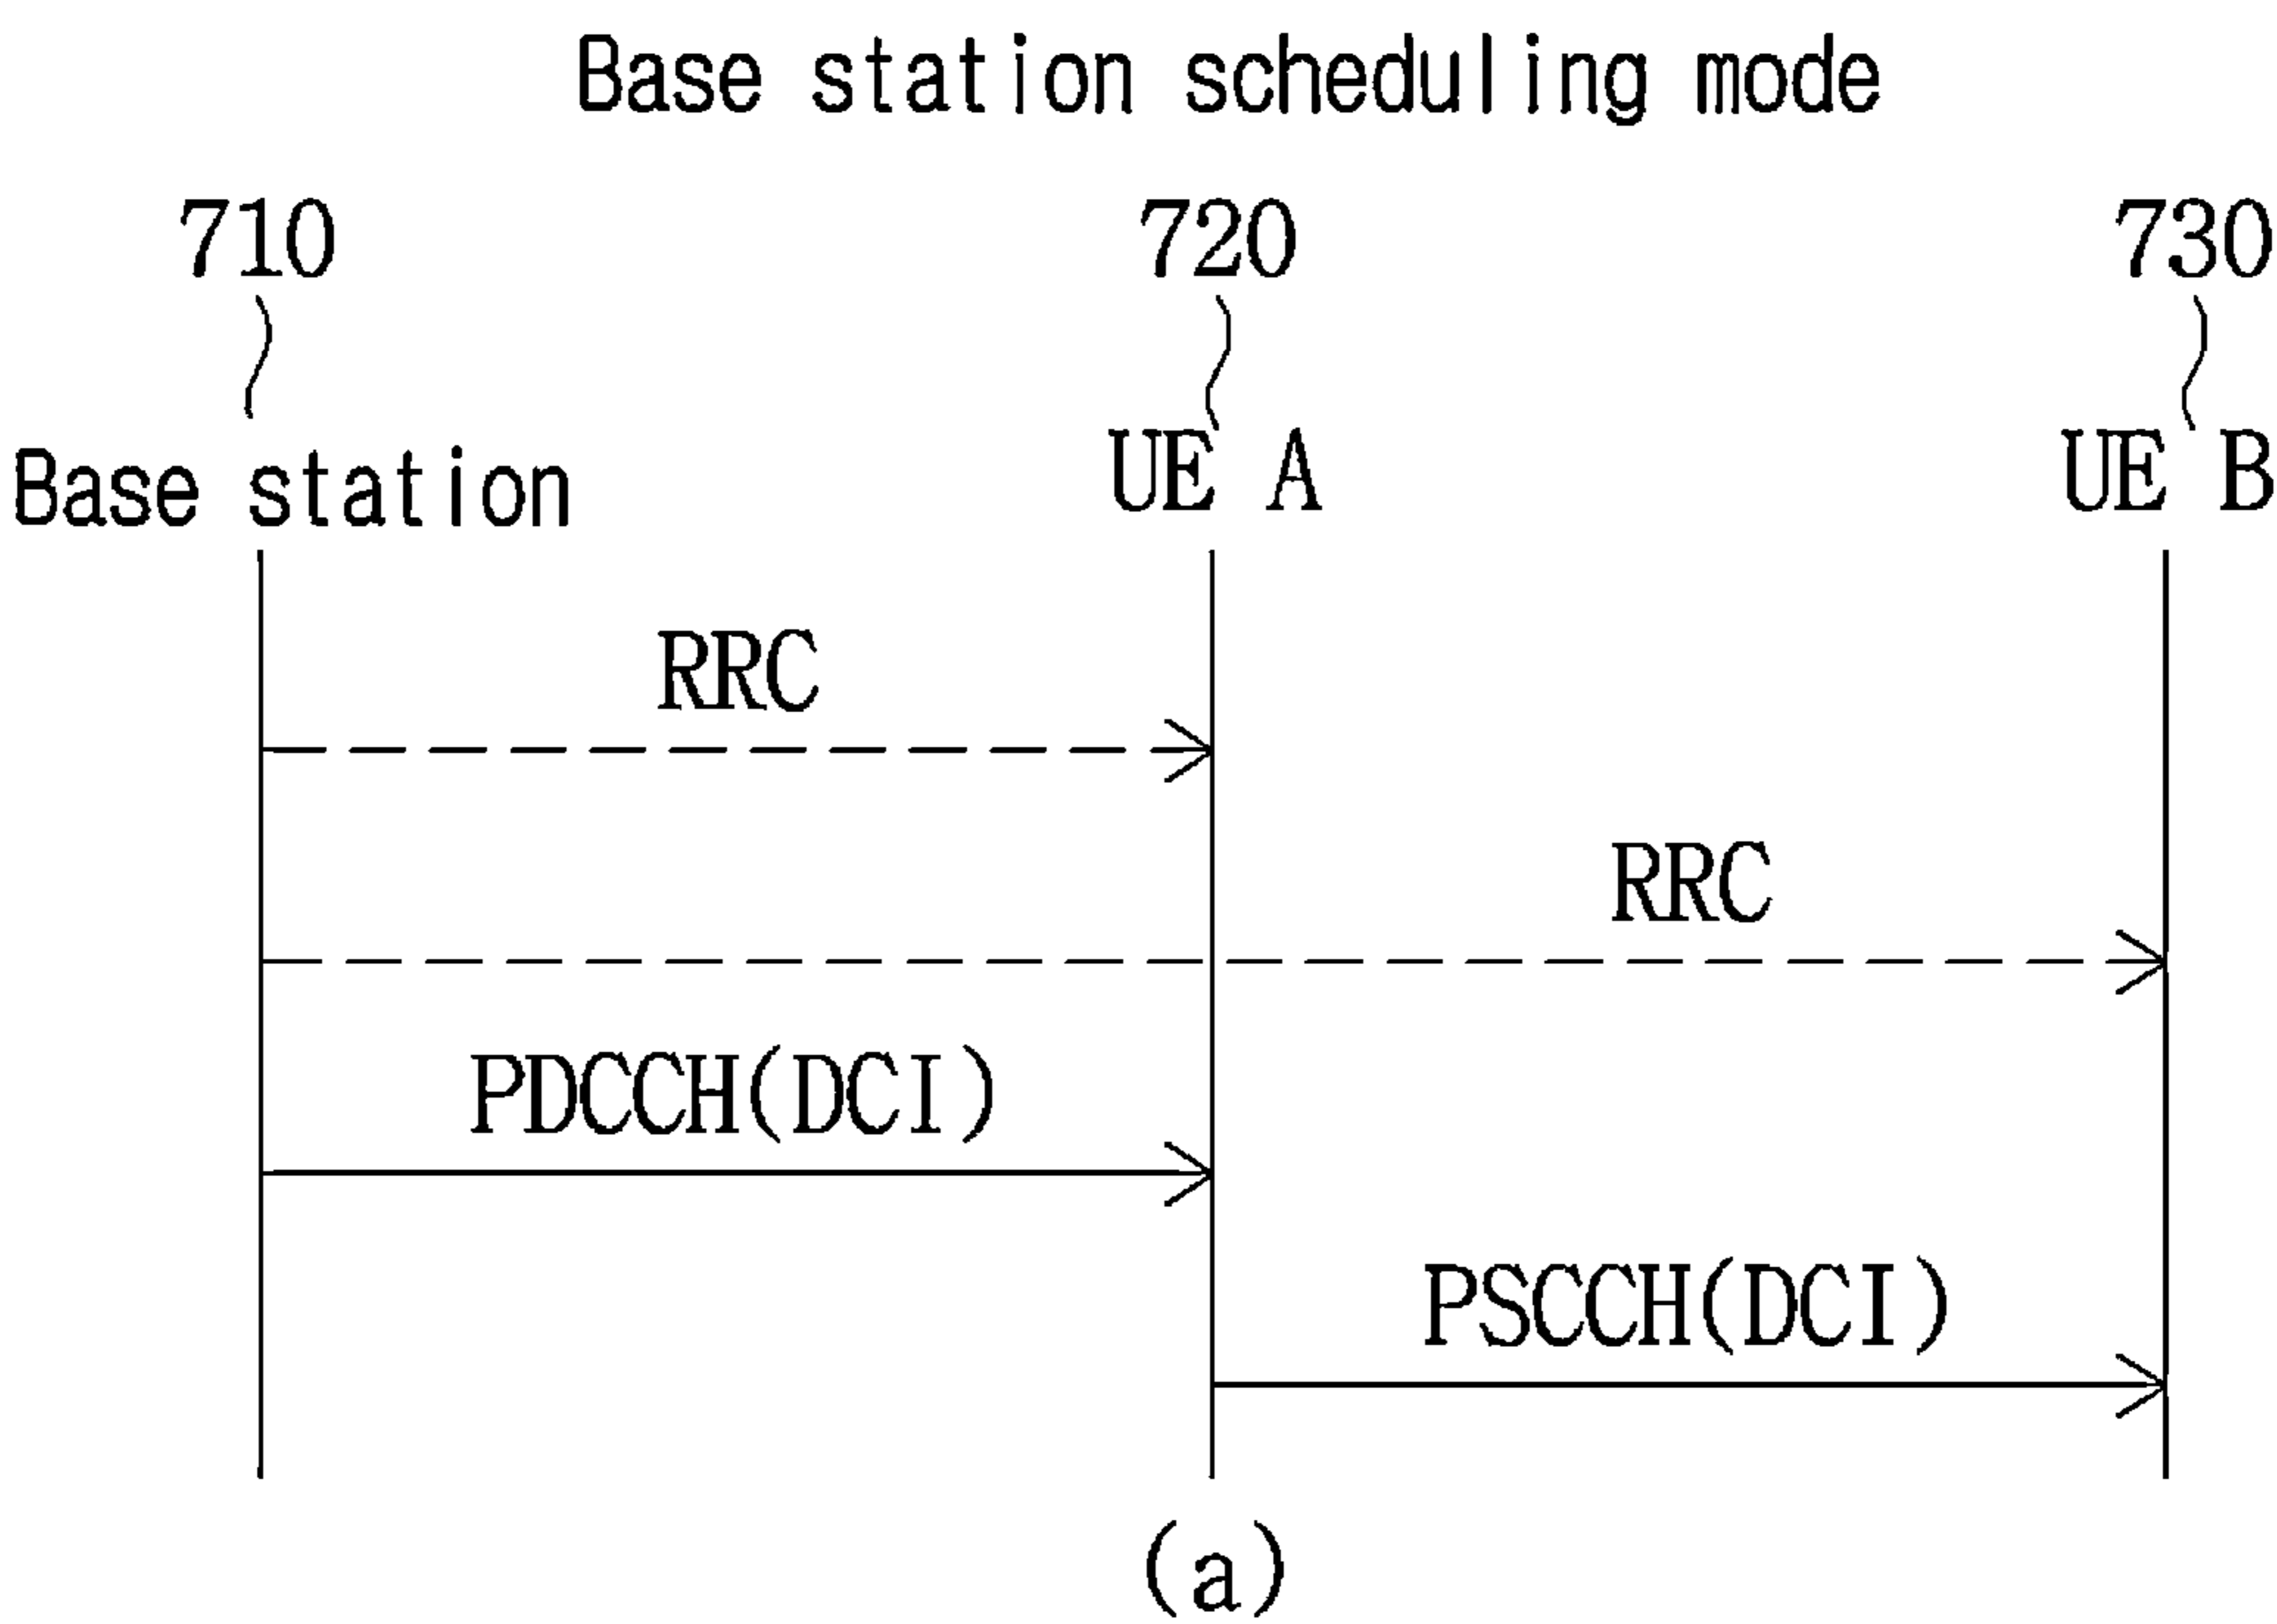 Base station scheduling mode
710 720 730
Base station UE A UE B
RRC
RRC
PDCCH(DCI)
PSCCH(DCI)
(a)